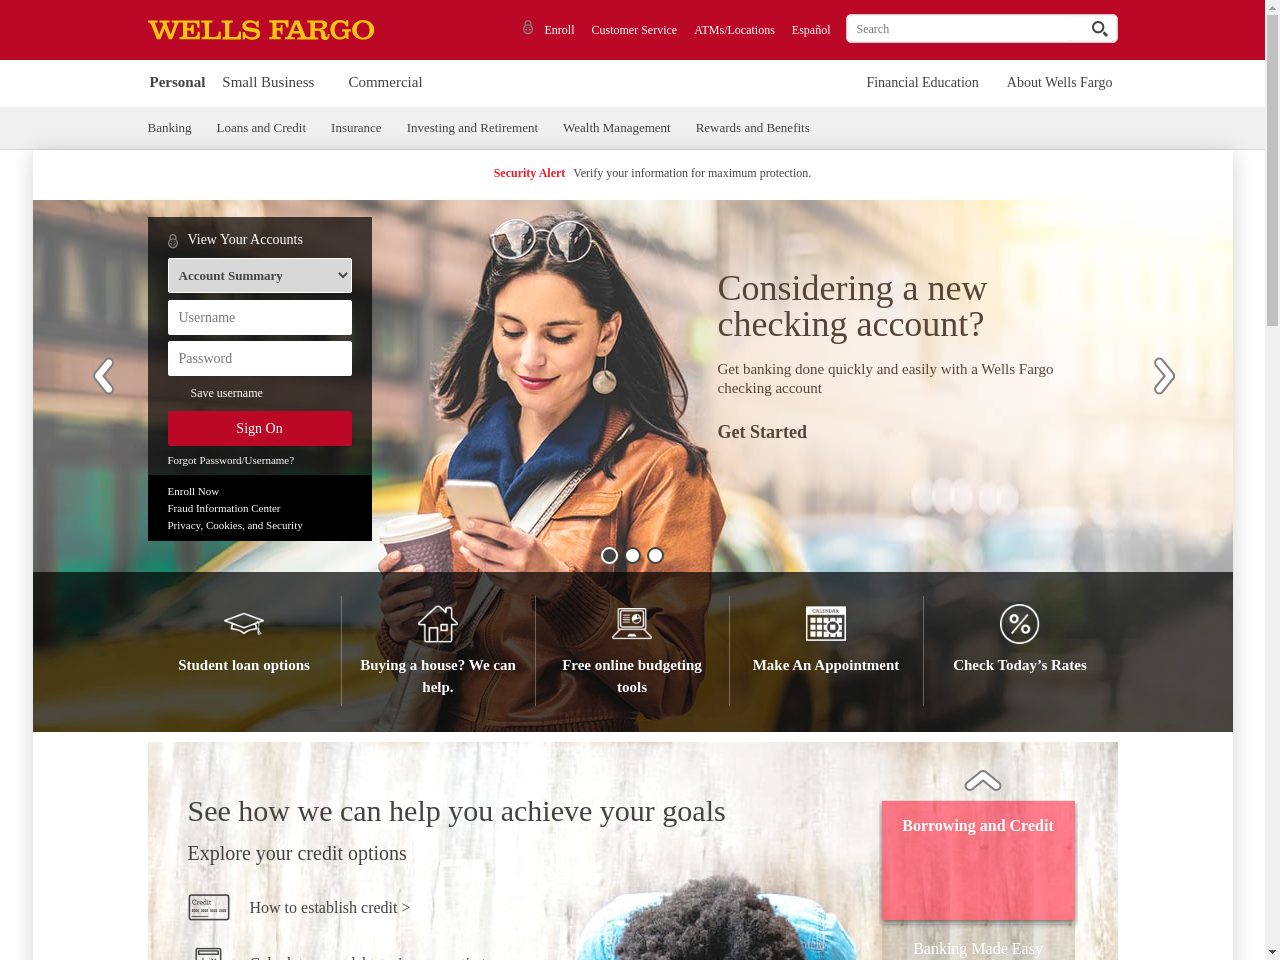 WELLS FARGO
Enroll Customer Service ATMs/Locations Español Search
Personal Small Business Commercial Financial Education About Wells Fargo
Banking Loans and Credit Insurance Investing and Retirement Wealth Management Rewards and Benefits
Security Alert Verify your information for maximum protection.
View Your Accounts
Account Summary
Username
Password
Save username
Sign On
Forgot Password/Username?
Enroll Now
Fraud Information Center
Privacy, Cookies, and Security
Considering a new
checking account?
Get banking done quickly and easily with a Wells Fargo
checking account
Get Started
Student loan options
Buying a house? We can
help.
Free online budgeting
tools
CALENDAR
Make An Appointment
Check Today’s Rates
See how we can help you achieve your goals
Explore your credit options
Credit
How to establish credit >
Borrowing and Credit
Banking Made Easy